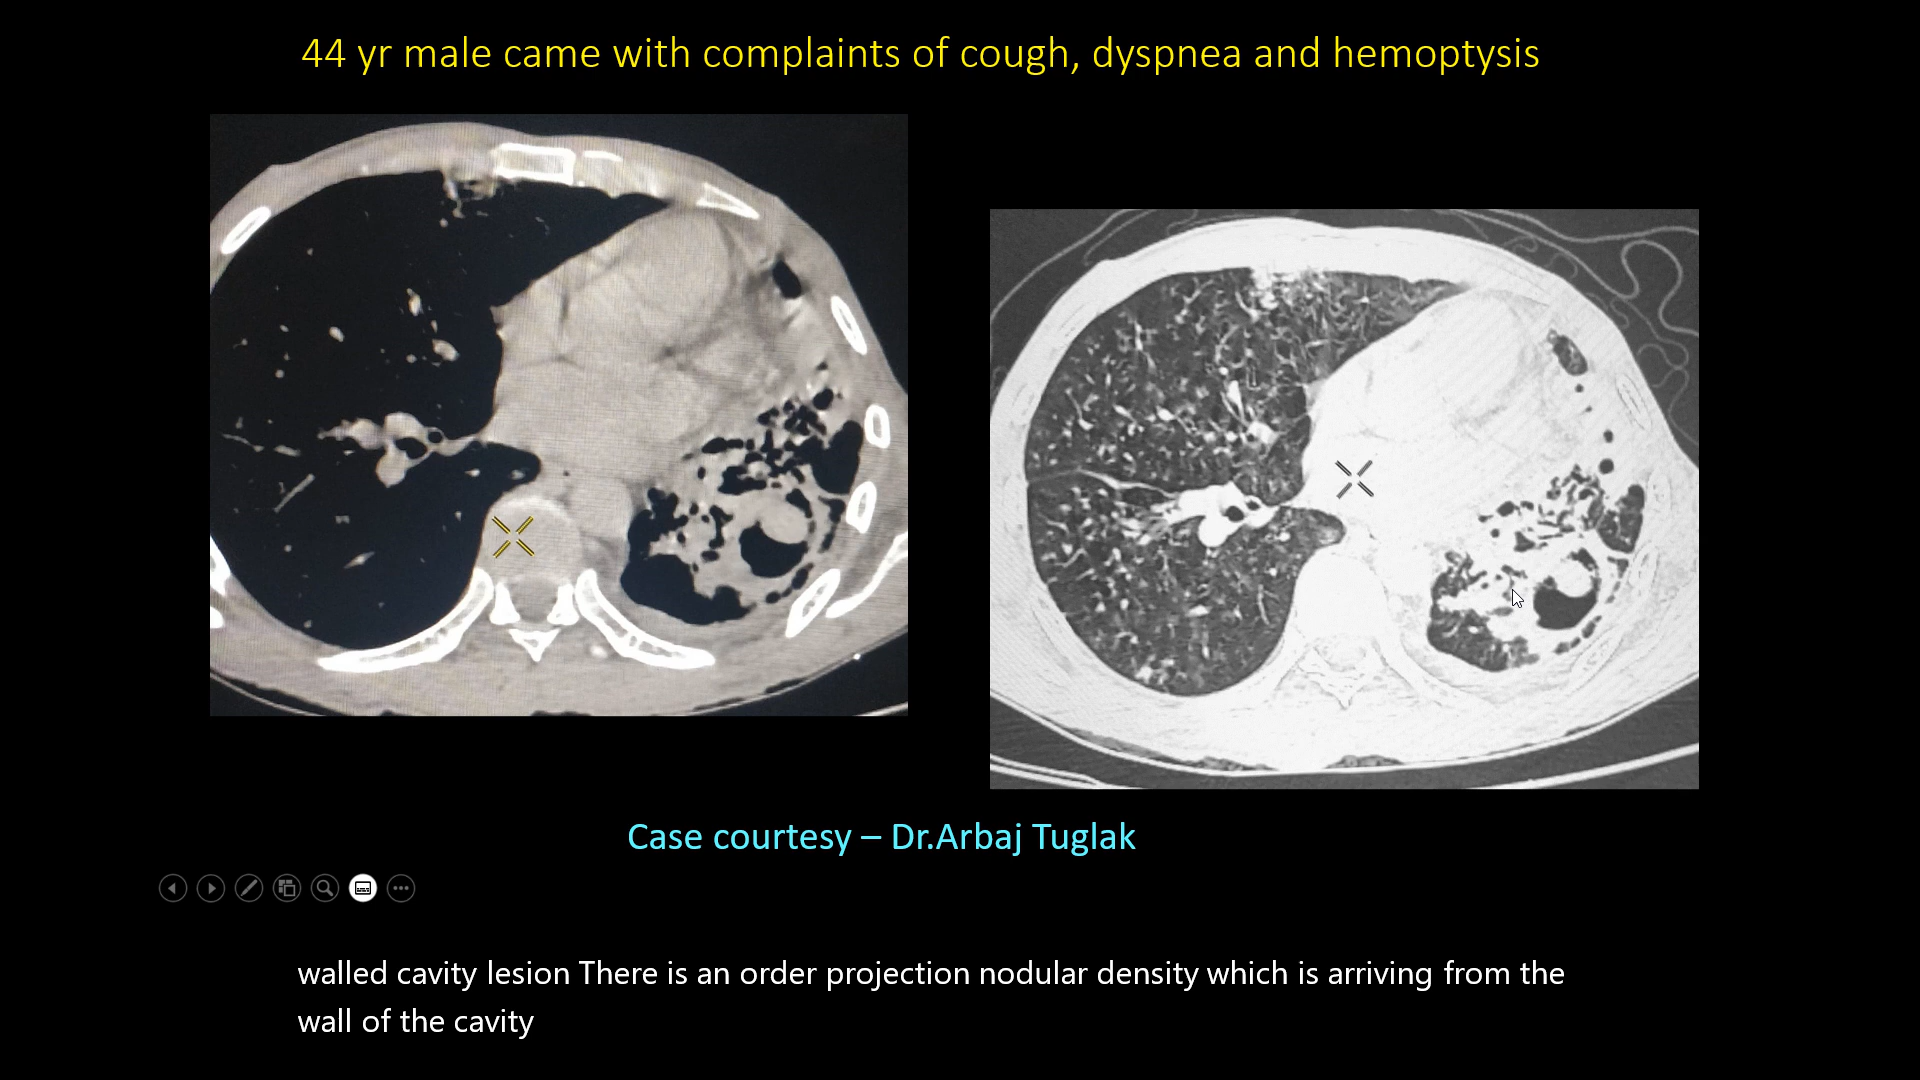 44 yr male came with complaints of cough, dyspnea and hemoptysis
Case courtesy – Dr.Arbaj Tuglak
walled cavity lesion There is an order projection nodular density which is arriving from the
wall of the cavity